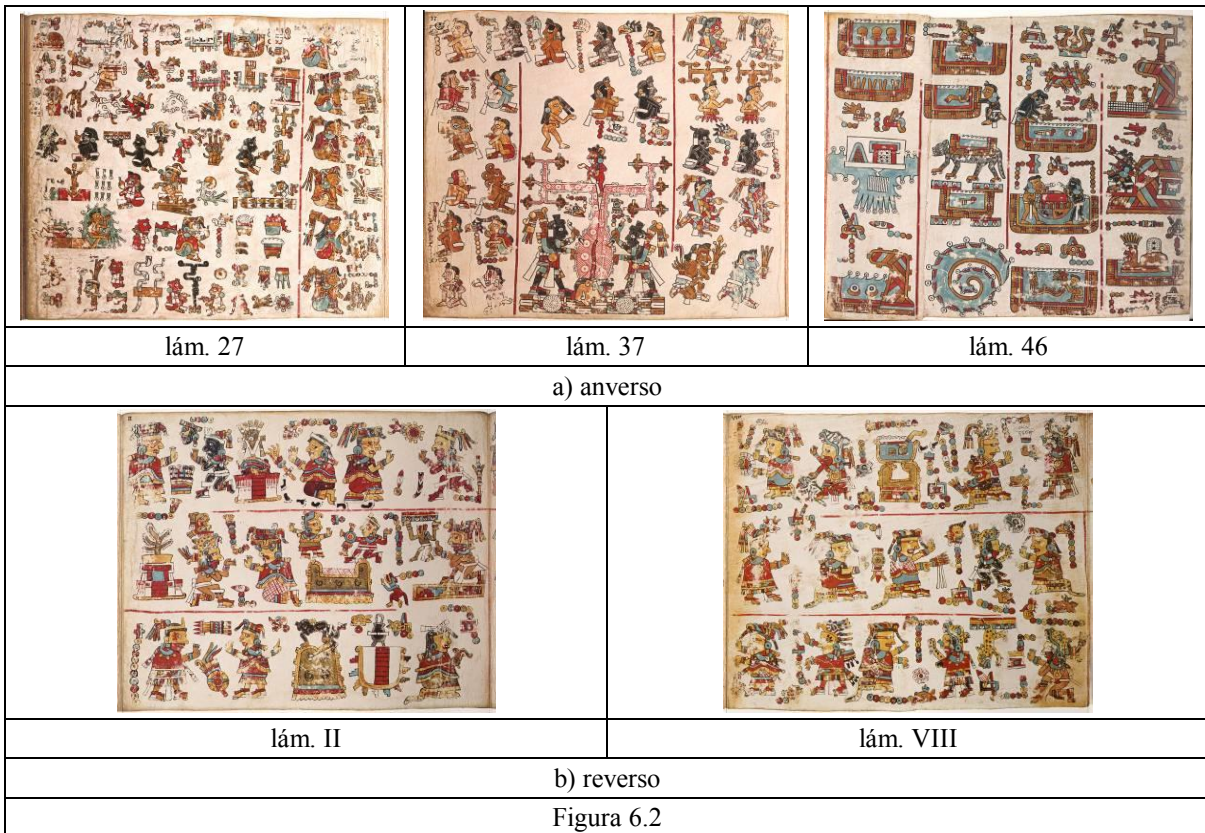 lám. 27
lám. 37
lám. 46
a) anverso
lám. II
lám. VIII
b) reverso
Figura 6.2